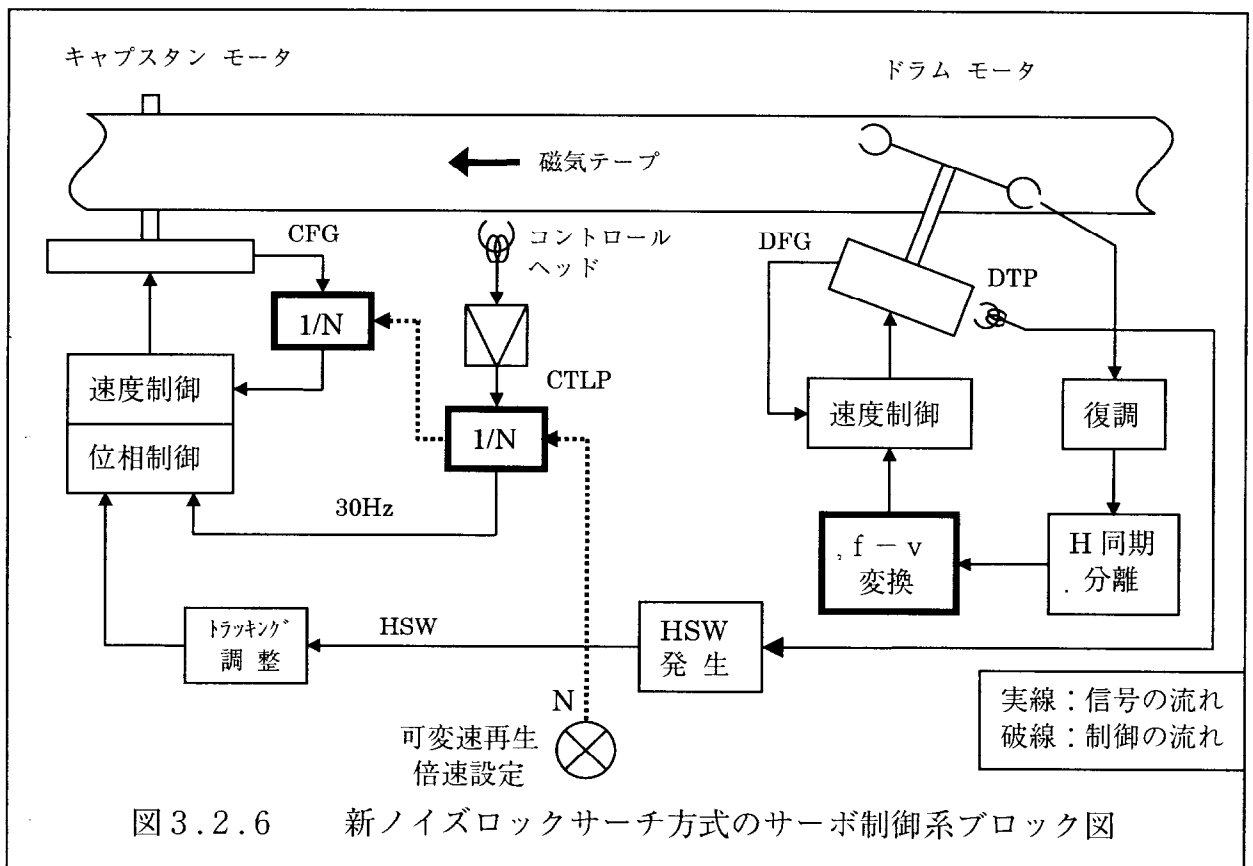 キャプスタン モータ
ドラム モータ
磁気テープ
CFG
コントロール
ヘッド
DFG
DTP
1/N
CTLP
速度制御
位相制御
1/N
速度制御
復調
30Hz
, f − v
変換
H 同期
. 分離
トラッキング
調 整
HSW
HSW
発 生
N
可変速再生
倍速設定
実線：信号の流れ
破線：制御の流れ
図3.2.6 新ノイズロックサーチ方式のサーボ制御系ブロック図